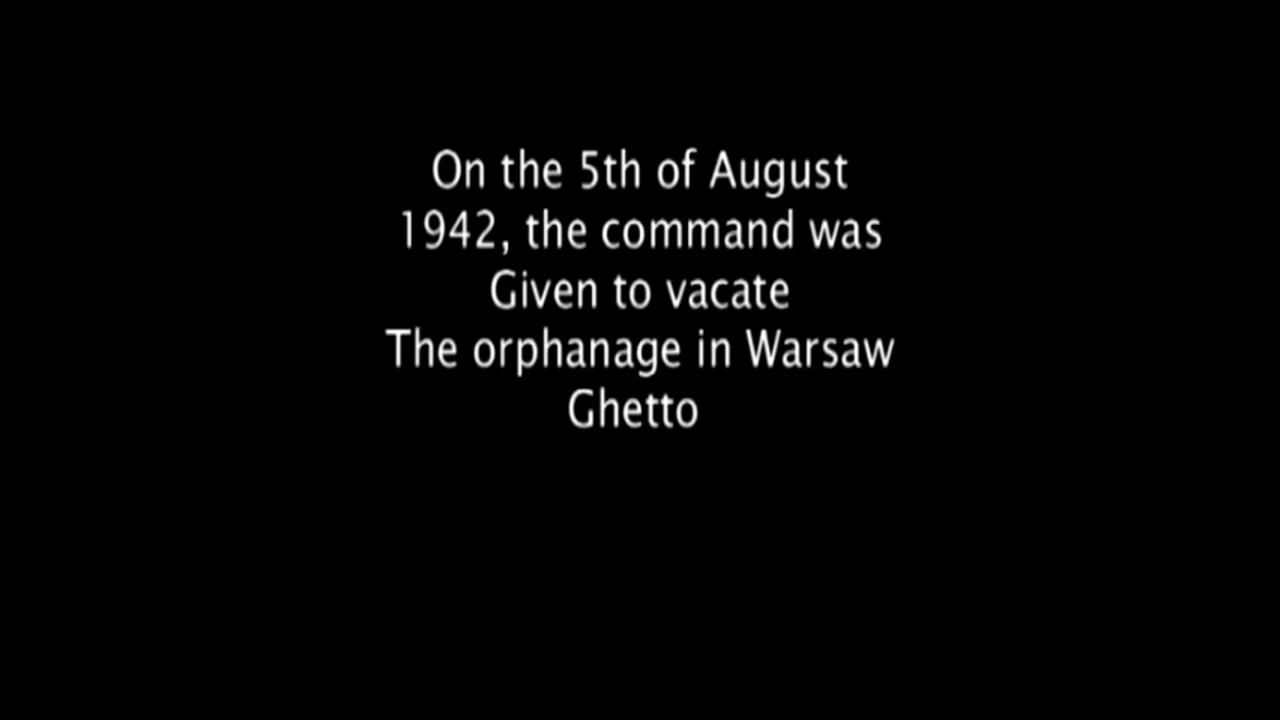 On the 5th of August
1942, the command was
Given to vacate
The orphanage in Warsaw
Ghetto